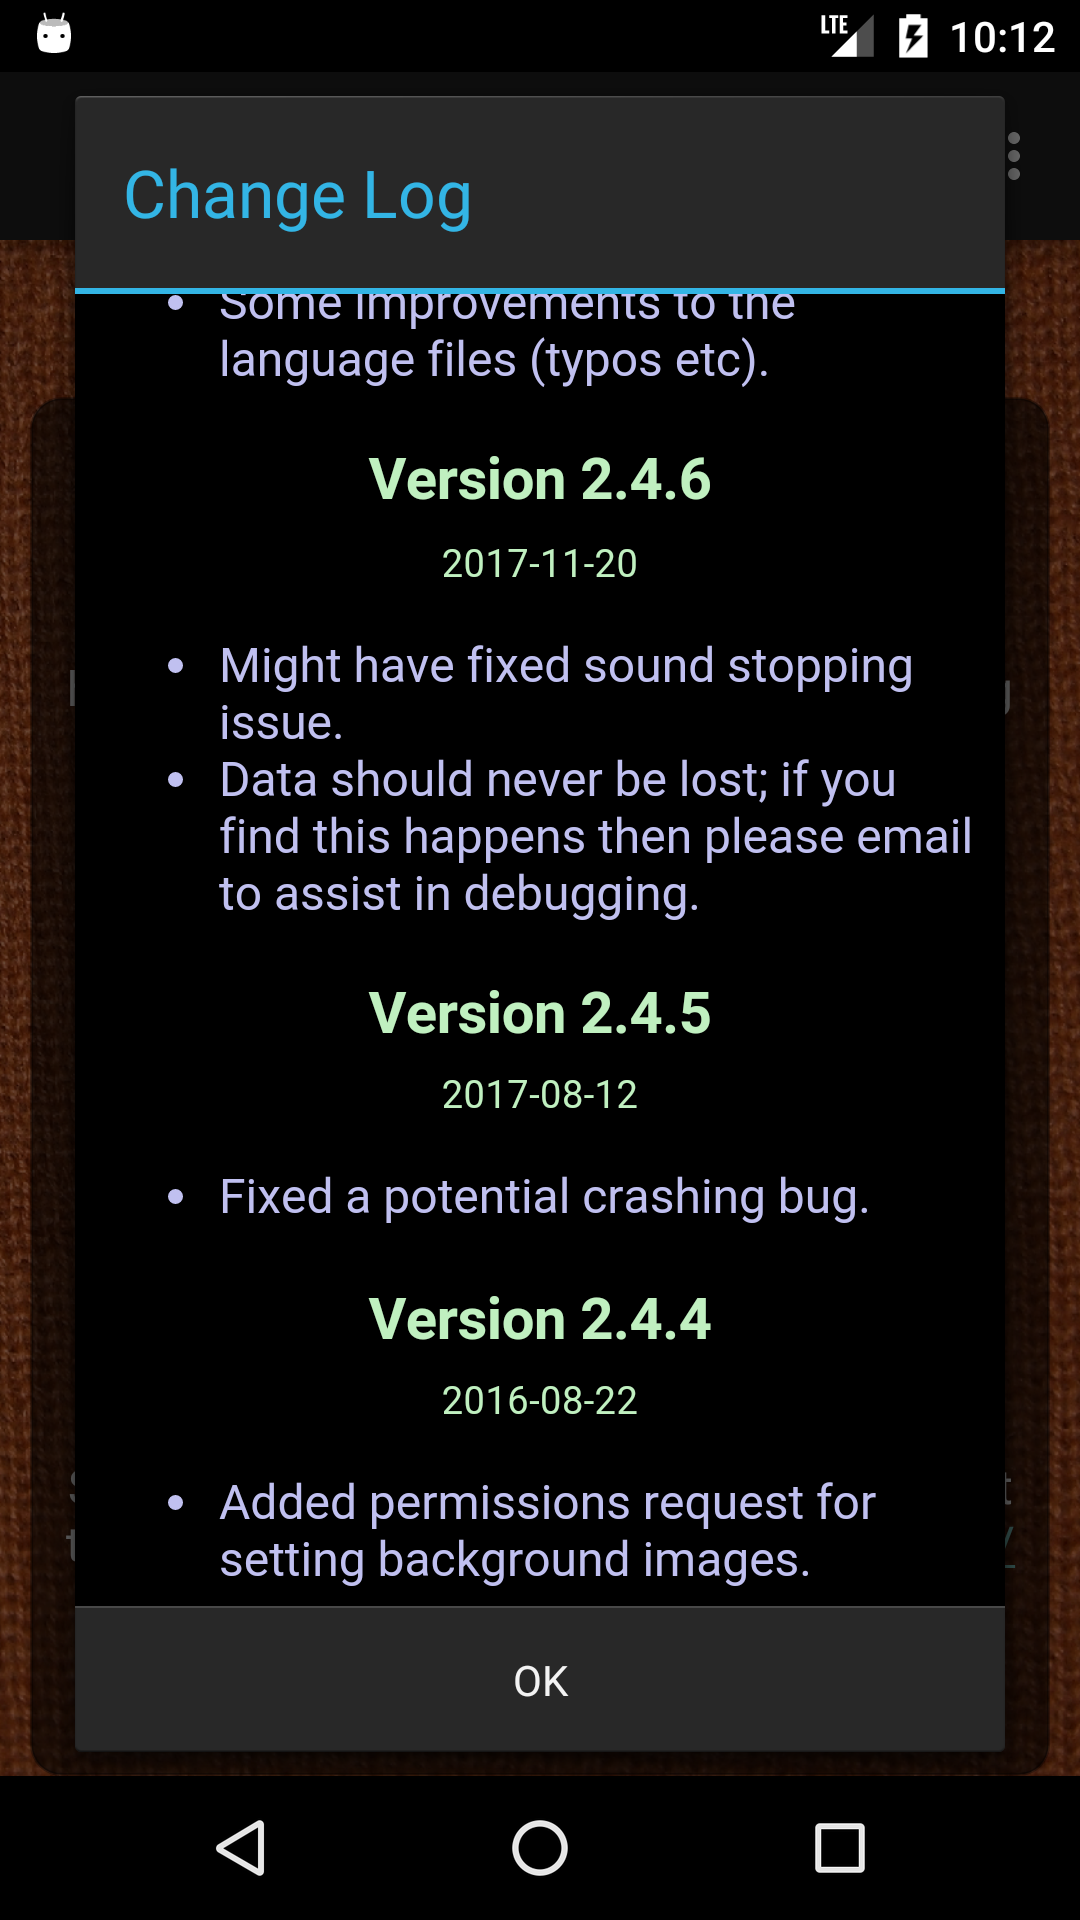 LTE 10:12
Change Log
Some improvements to the
language files (typos etc).
Version 2.4.6
2017-11-20
Might have fixed sound stopping
issue.
Data should never be lost; if you
find this happens then please email
to assist in debugging.
Version 2.4.5
2017-08-12
Fixed a potential crashing bug.
Version 2.4.4
2016-08-22
Added permissions request for
setting background images.
OK